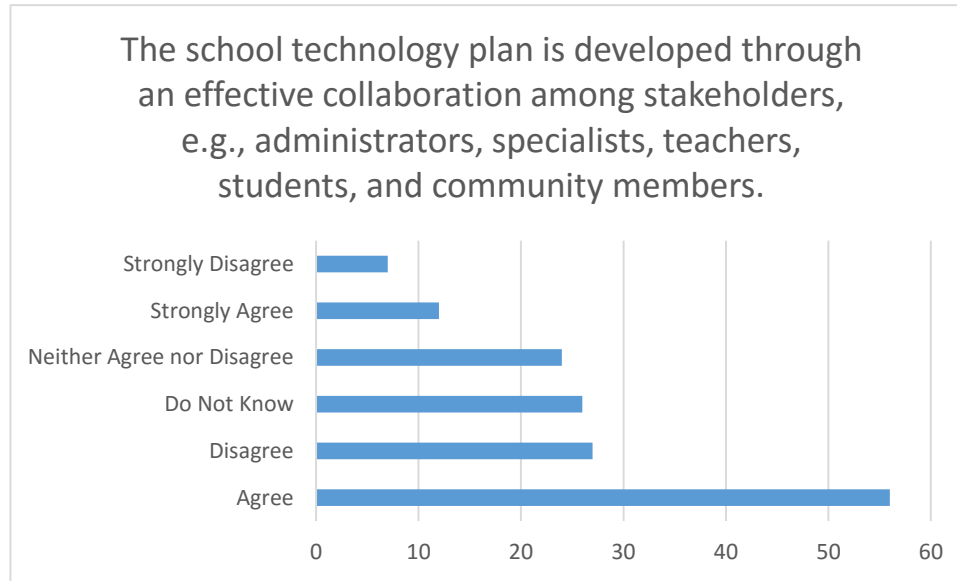 The school technology plan is developed through
an effective collaboration among stakeholders,
e.g., administrators, specialists, teachers,
students, and community members.
Strongly Disagree
Strongly Agree
Neither Agree nor Disagree
Do Not Know
Disagree
Agree
0 10 20 30 40 50 60